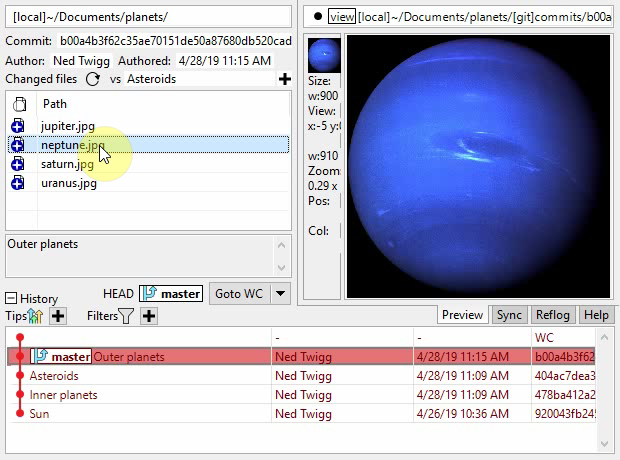 [local]~/Documents/planets/
Commit: b00a4b3f62c35ae70151de50a87680db520cad
Author: Ned Twigg Authored: 4/28/19 11:15 AM
Changed files vs Asteroids
Path
jupiter.jpg
neptune.jpg
saturn.jpg
uranus.jpg
Outer planets
History HEAD master Goto WC
Tips Filters
view [local]~/Documents/planets/[git]commits/b00a
Size:
w:900
View:
x:-5 y:
w:910
Zoom:
0.29 x
Pos:
Col:
Preview Sync Reflog Help
- - WC
master Outer planets Ned Twigg 4/28/19 11:15 AM b00a4b3f62
Asteroids Ned Twigg 4/28/19 11:09 AM 404ac7dea3
Inner planets Ned Twigg 4/28/19 11:09 AM 478ba412a2
Sun Ned Twigg 4/26/19 10:36 AM 920043fb24